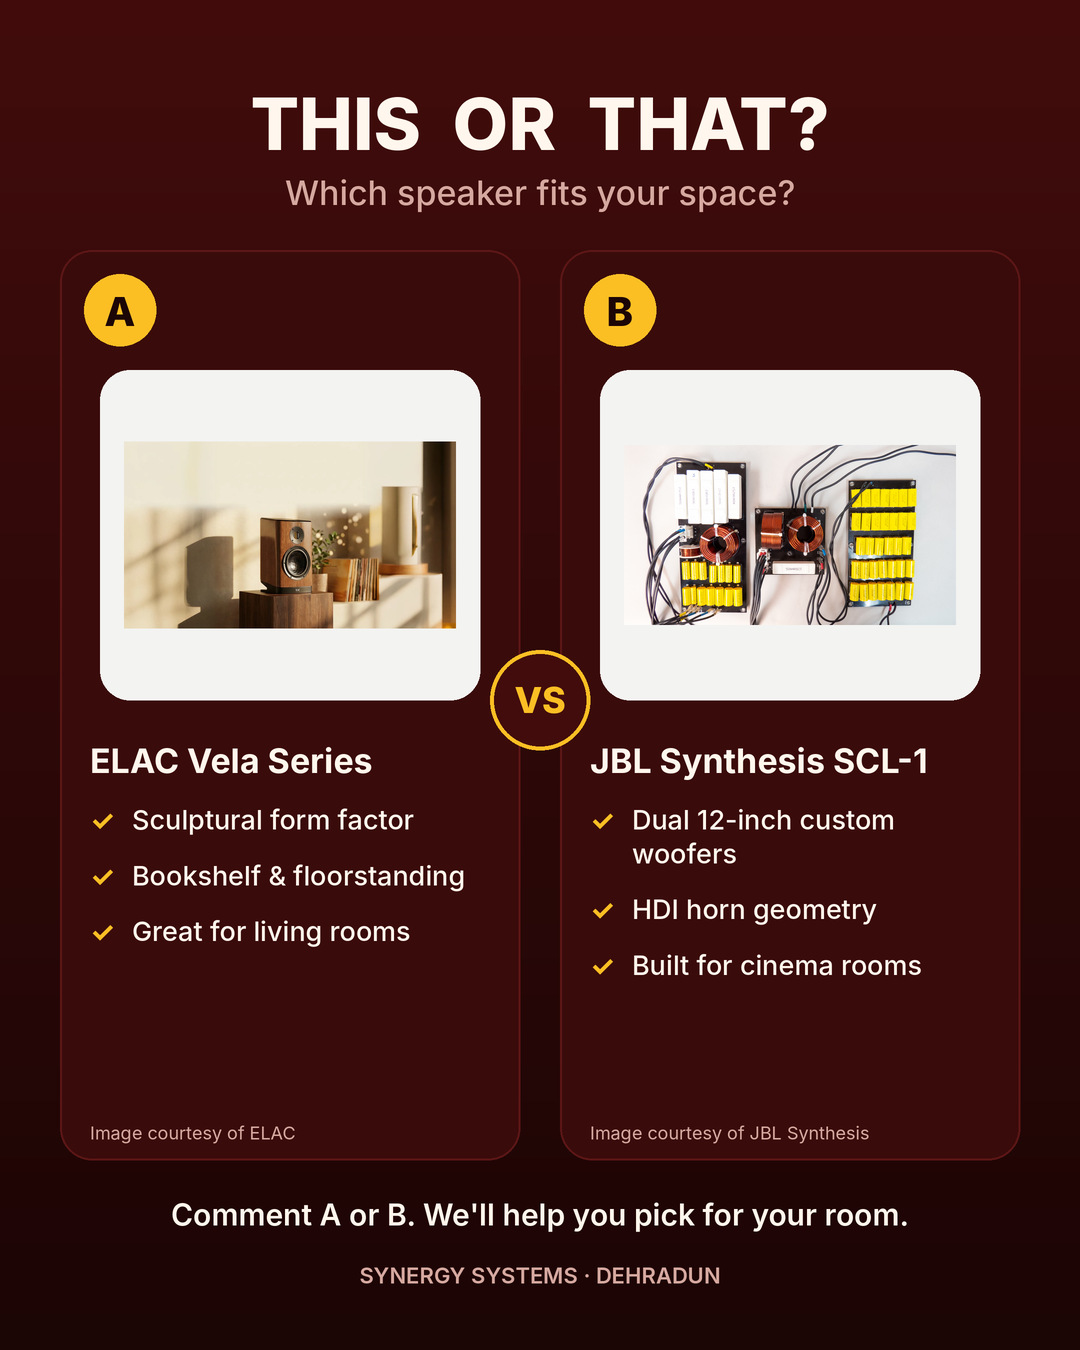 THIS OR THAT?
Which speaker fits your space?
A
B
VS
ELAC Vela Series
✓ Sculptural form factor
✓ Bookshelf & floorstanding
✓ Great for living rooms
Image courtesy of ELAC
JBL Synthesis SCL-1
✓ Dual 12-inch custom
woofers
✓ HDI horn geometry
✓ Built for cinema rooms
Image courtesy of JBL Synthesis
Comment A or B. We'll help you pick for your room.
SYNERGY SYSTEMS · DEHRADUN